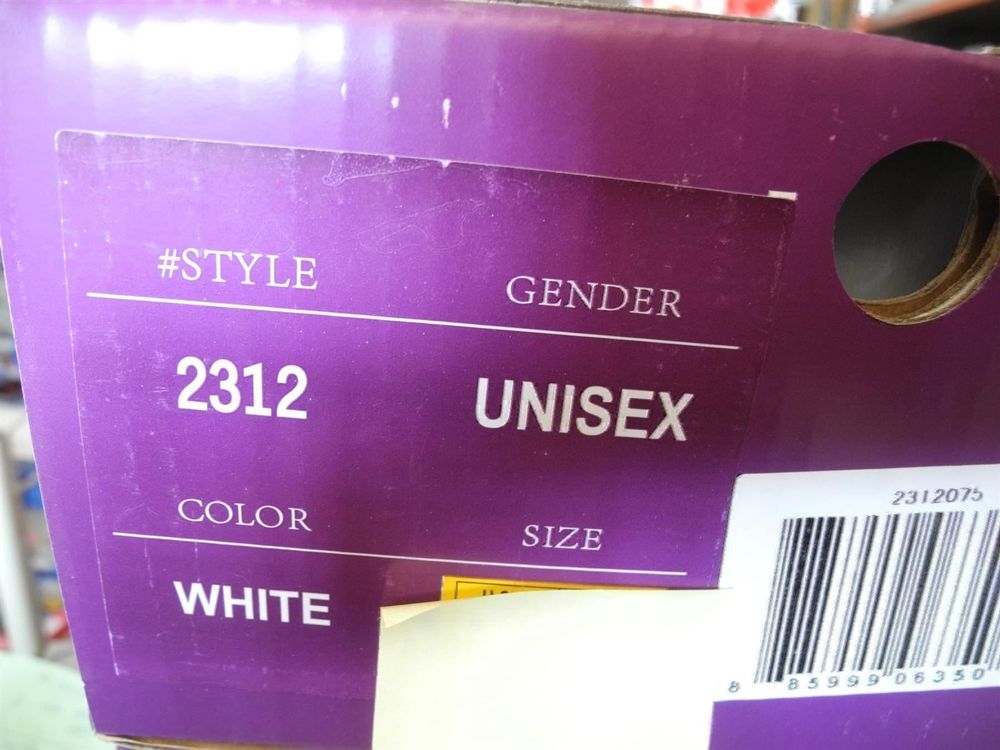 #STYLE GENDER
2312 UNISEX
2312075
COLOR SIZE
WHITE
8 85999 06350